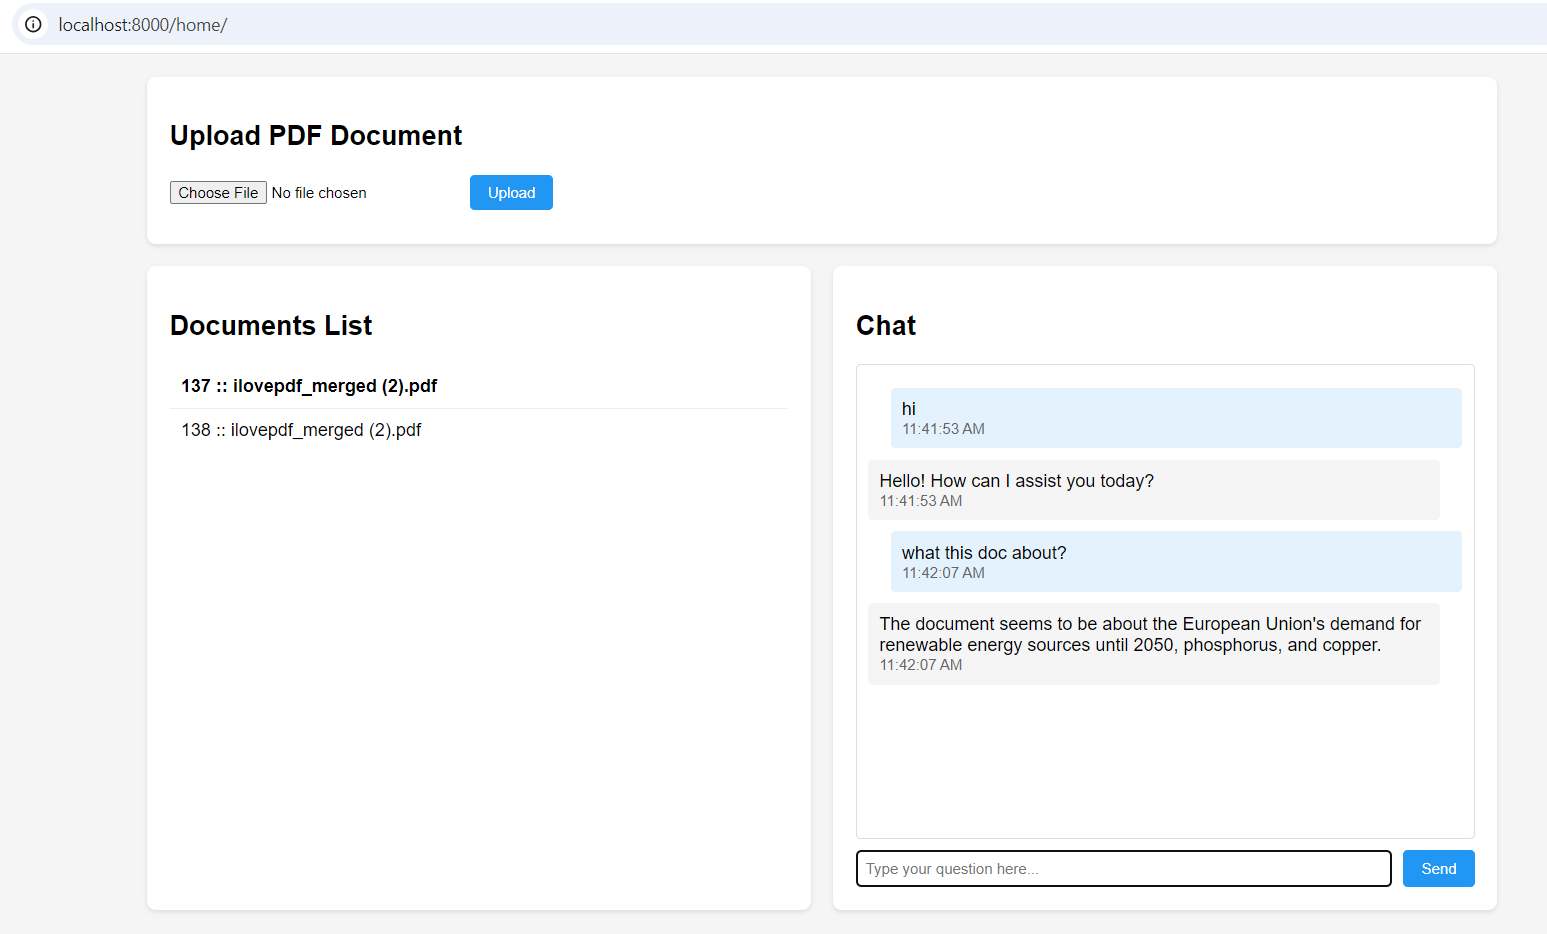 localhost:8000/home/
Upload PDF Document
Choose File No file chosen
Upload
Documents List
137 :: ilovepdf_merged (2).pdf
138 :: ilovepdf_merged (2).pdf
Chat
hi
11:41:53 AM
Hello! How can I assist you today?
11:41:53 AM
what this doc about?
11:42:07 AM
The document seems to be about the European Union's demand for
renewable energy sources until 2050, phosphorus, and copper.
11:42:07 AM
Type your question here...
Send